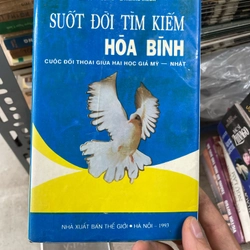 SUỐT ĐỜI TÌM KIẾM
HÒA BÌNH
CUỘC ĐỐI THOẠI GIỮA HAI HỌC GIẢ MỸ — NHẬT
NHÀ XUẤT BẢN THẾ GIỚI • HÀ NỘI - 1993